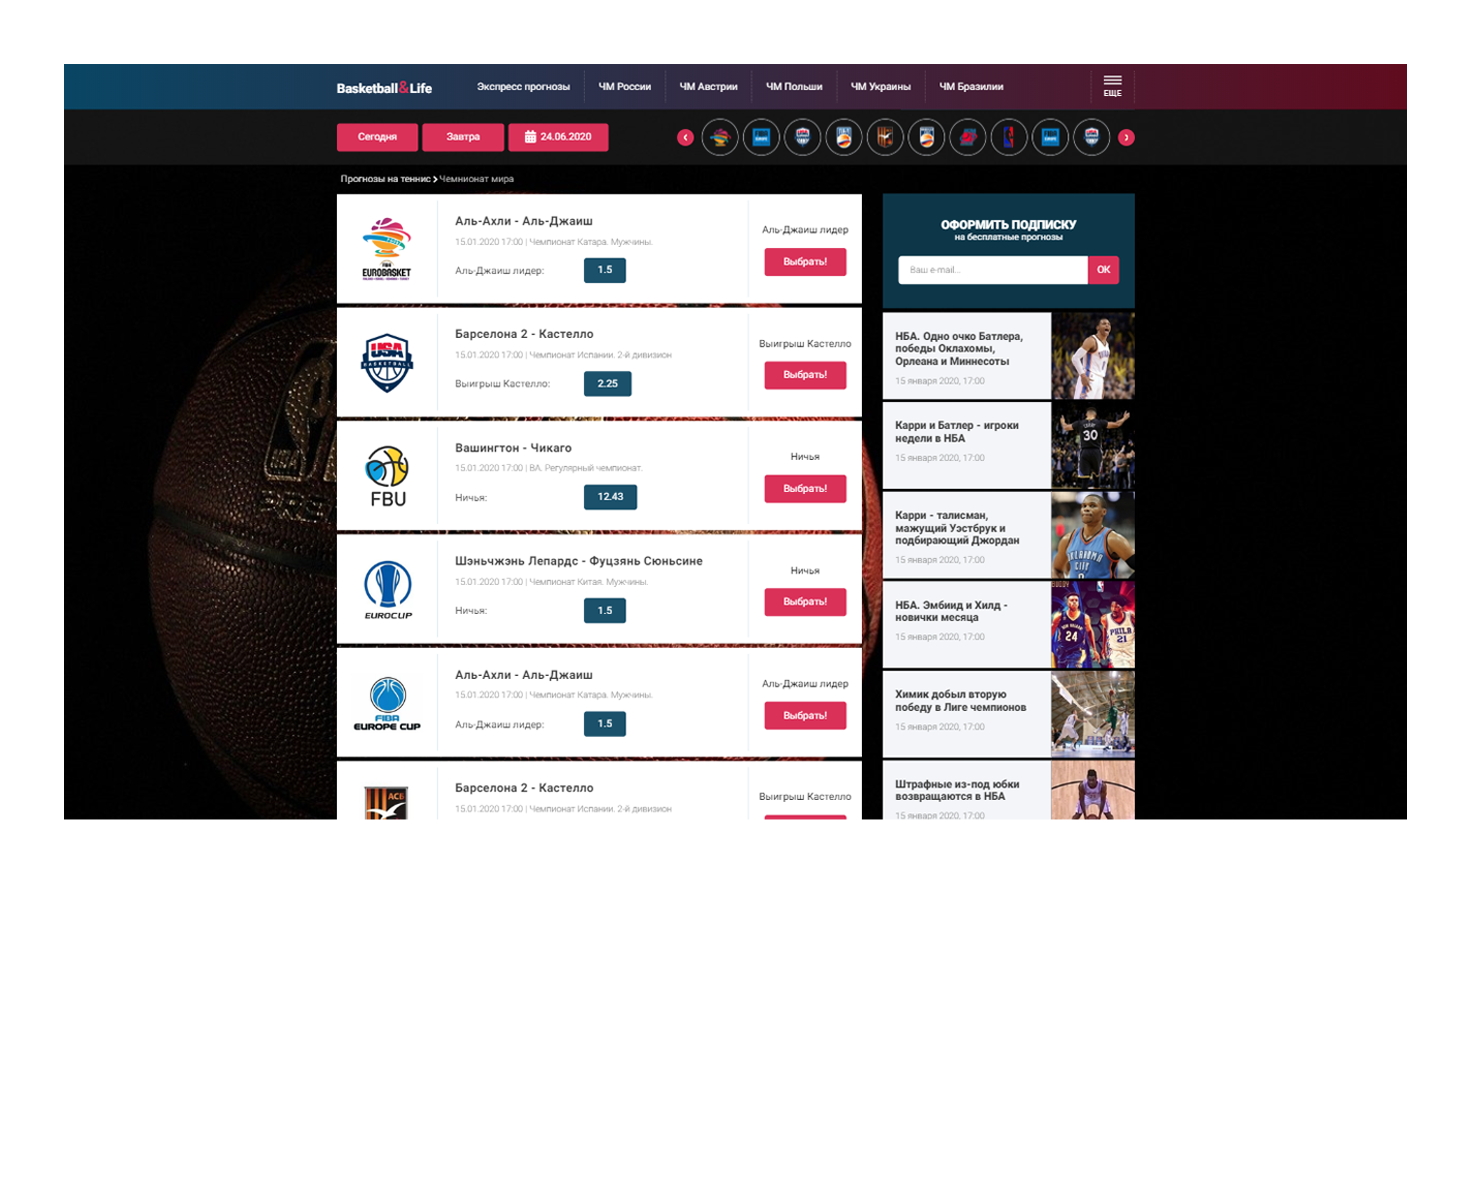 Basketball&Life
Экспресс прогнозы
ЧМ России
ЧМ Австрии
ЧМ Польши
ЧМ Украины
ЧМ Бразилии
ЕЩЕ
Сегодня
Завтра
24.06.2020
Прогнозы на теннис Чемпионат мира
EUROBASKET
Аль-Ахли - Аль-Джаиш
15.01.2020 17:00 | Чемпионат Катара. Мужчины.
Аль-Джаиш лидер:
1.5
Аль-Джаиш лидер
Выбрать!
USA
BASKETBALL
Барселона 2 - Кастелло
15.01.2020 17:00 | Чемпионат Испании. 2-й дивизион
Выигрыш Кастелло:
2.25
Выигрыш Кастелло
Выбрать!
FBU
Вашингтон - Чикаго
15.01.2020 17:00 | ВЛ. Регулярный чемпионат.
Ничья:
12.43
Ничья
Выбрать!
EUROCUP
Шэньчжэнь Лепардс - Фуцзянь Сюньсине
15.01.2020 17:00 | Чемпионат Китая. Мужчины.
Ничья:
1.5
Ничья
Выбрать!
FIBA
EUROPE CUP
Аль-Ахли - Аль-Джаиш
15.01.2020 17:00 | Чемпионат Катара. Мужчины.
Аль-Джаиш лидер:
1.5
Аль-Джаиш лидер
Выбрать!
АСБ
Барселона 2 - Кастелло
15.01.2020 17:00 | Чемпионат Испании. 2-й дивизион
Выигрыш Кастелло
ОФОРМИТЬ ПОДПИСКУ
на бесплатные прогнозы
Ваш e-mail...
ОК
НБА. Одно очко Батлера,
победы Оклахомы,
Орлеана и Миннесоты
15 января 2020, 17:00
Карри и Батлер - игроки
недели в НБА
15 января 2020, 17:00
30
Карри - талисман,
мажущий Уэстбрук и
подбирающий Джордан
15 января 2020, 17:00
НБА. Эмбиид и Хилд -
новички месяца
15 января 2020, 17:00
24
PHILA
21
Химик добыл вторую
победу в Лиге чемпионов
15 января 2020, 17:00
Штрафные из-под юбки
возвращаются в НБА
15 января 2020, 17:00